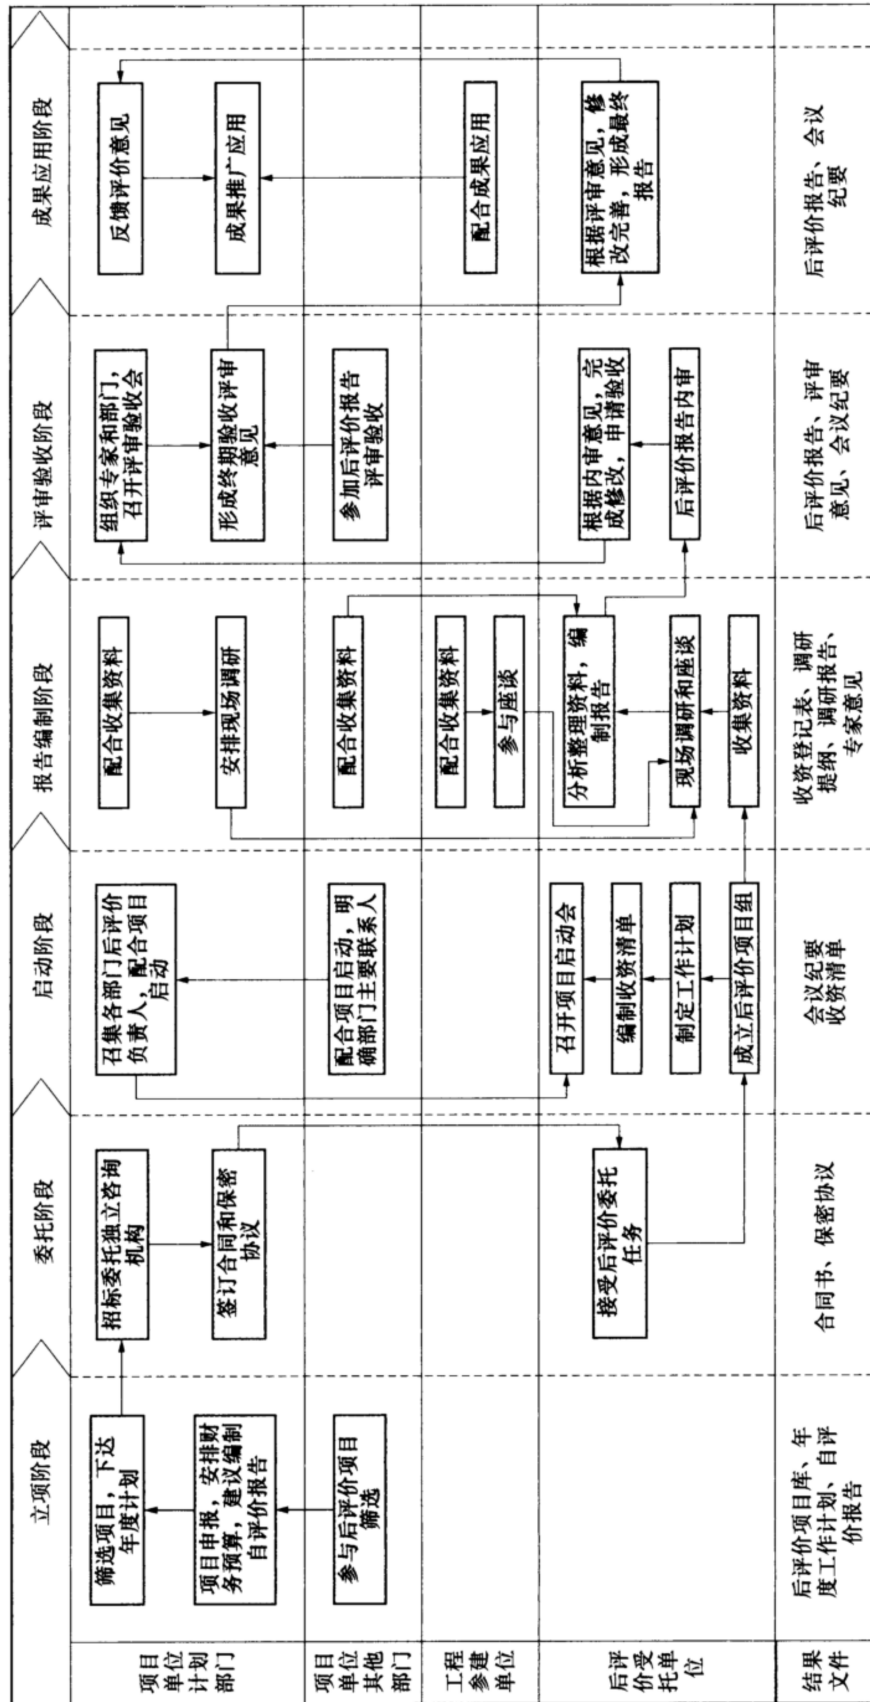 立项阶段
委托阶段
启动阶段
报告编制阶段
评审验收阶段
成果应用阶段
项目
单位
计划
部门
筛选项目，下达
年度计划
项目申报，安排财
务预算，建议编制
自评价报告
招标委托独立咨询
机构
签订合同和保密
协议
召集各部门后评价
负责人，配合项目
启动
配合收集资料
安排现场调研
组织专家和部门，
召开评审验收会
形成终期验收评审
意见
反馈评价意见
成果推广应用
项目
单位
其他
部门
参与后评价项目
筛选
配合项目启动，明
确部门主要联系人
配合收集资料
参加后评价报告
评审验收
工程
参建
单位
配合收集资料
参与座谈
配合成果应用
后评
价受
托单
位
接受后评价委托
任务
召开项目启动会
编制收资清单
制定工作计划
成立后评价项目组
分析整理资料，编
制报告
现场调研和座谈
收集资料
根据内审意见，完
成修改，申请验收
后评价报告内审
根据评审意见，修
改完善，形成最终
报告
结果
文件
后评价项目库、年
度工作计划、自评
价报告
合同书、保密协议
会议纪要
收资清单
收资登记表、调研
提纲、调研报告、
专家意见
后评价报告、评审
意见、会议纪要
后评价报告、会议
纪要